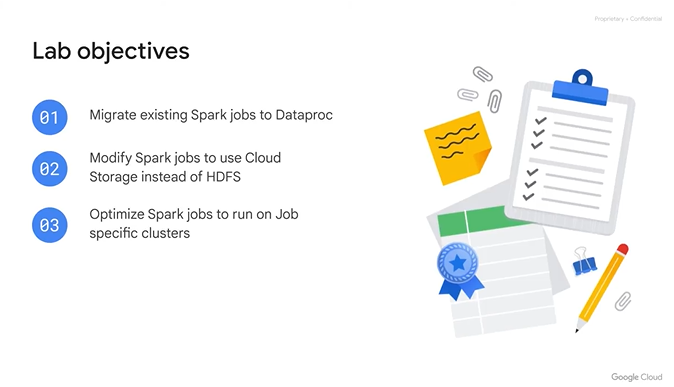 Proprietary + Confidential
Lab objectives
01
Migrate existing Spark jobs to Dataproc
02
Modify Spark jobs to use Cloud
Storage instead of HDFS
03
Optimize Spark jobs to run on Job
specific clusters
Google Cloud